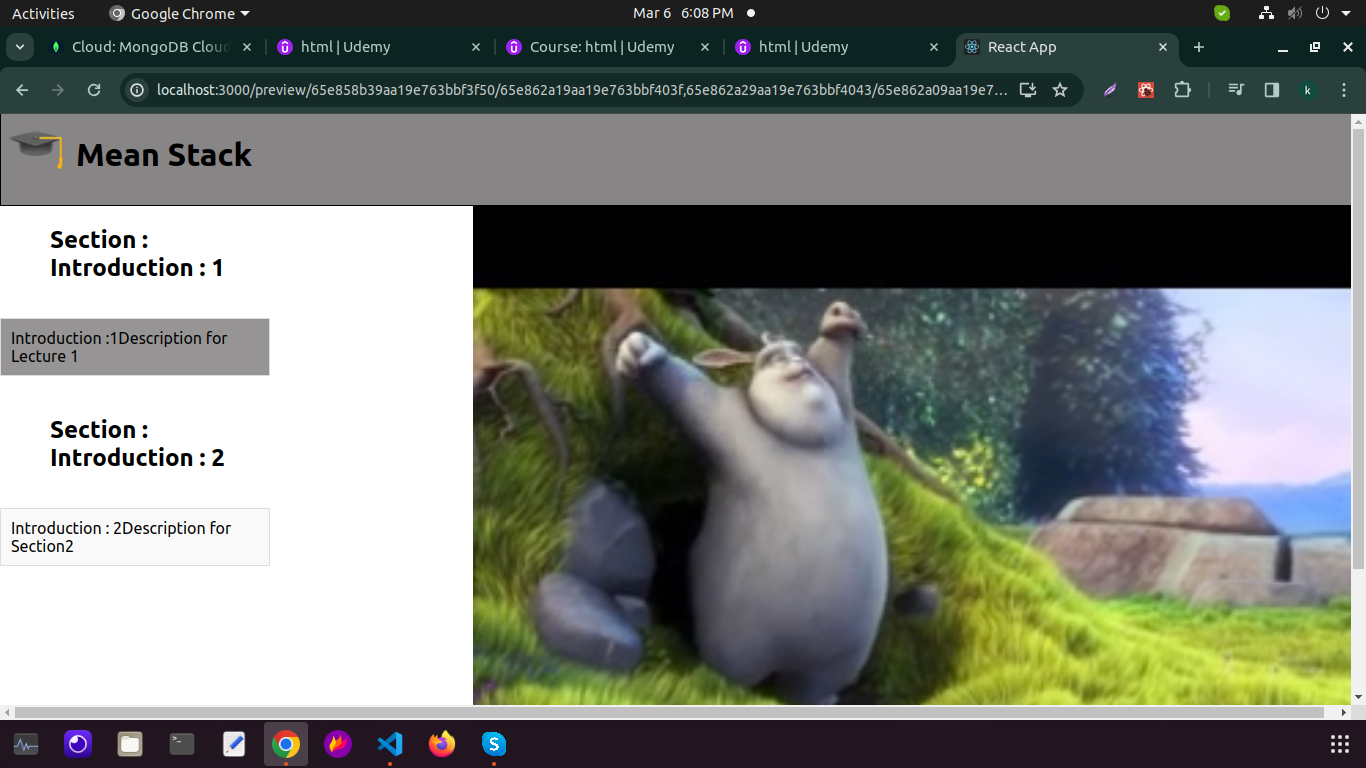 Activities
Google Chrome
Mar 6 6:08 PM
Cloud: MongoDB Cloud
html | Udemy
Course: html | Udemy
html | Udemy
React App
localhost:3000/preview/65e858b39aa19e763bbf3f50/65e862a19aa19e763bbf403f,65e862a29aa19e763bbf4043/65e862a09aa19e7...
k
Mean Stack
Section :
Introduction : 1
Introduction :1Description for
Lecture 1
Section :
Introduction : 2
Introduction : 2Description for
Section2